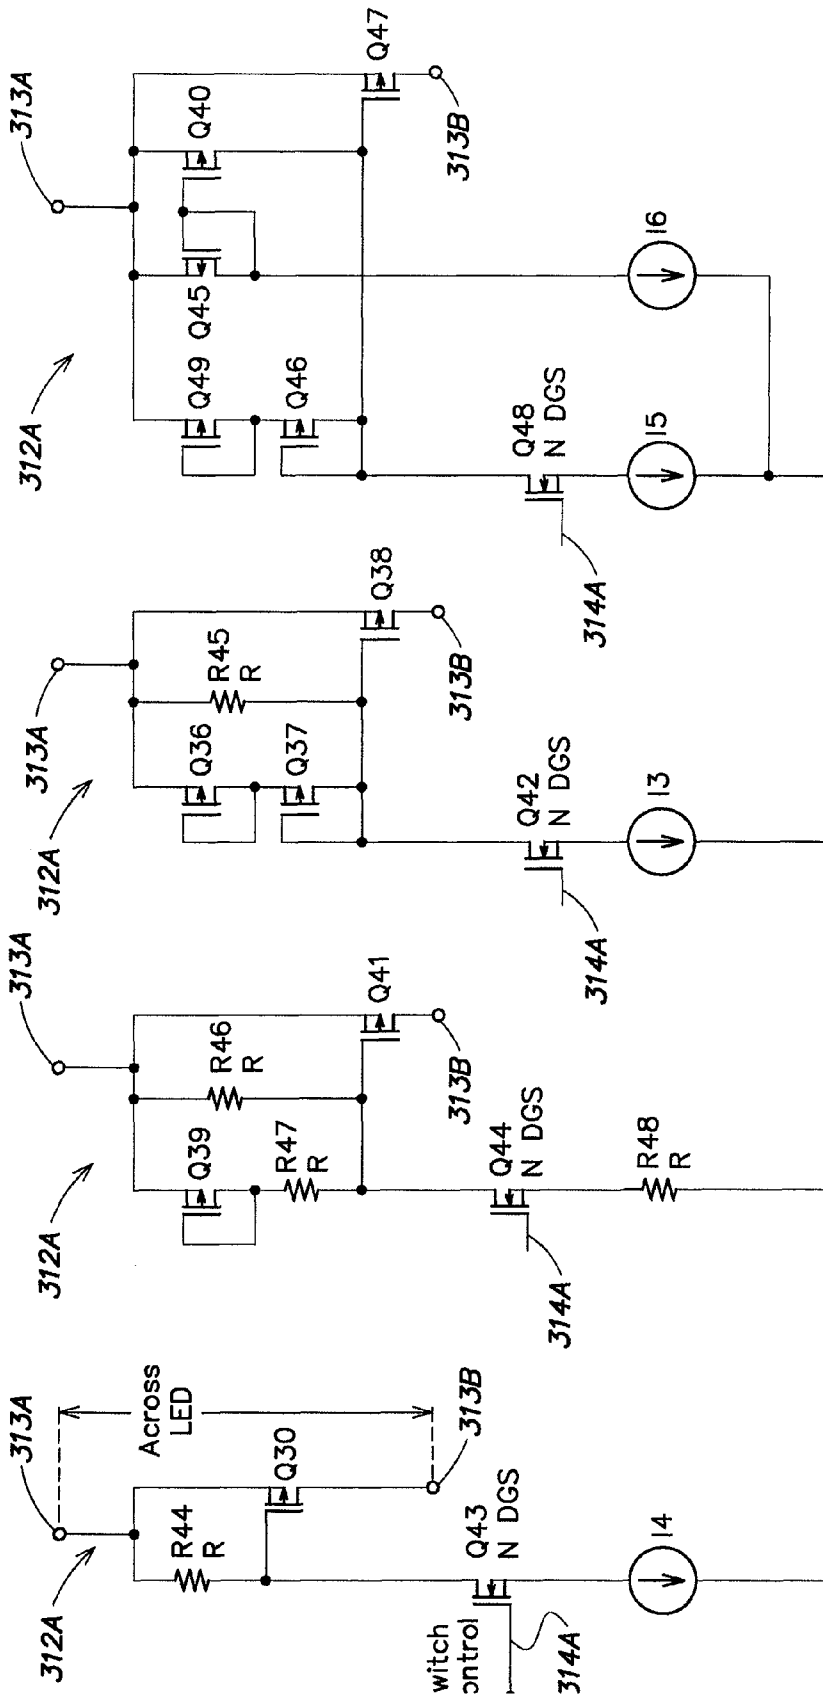 313A
312A
Q49
Q45
Q40
Q46
Q47
313B
Q48
N DGS
314A
I5
I6
313A
312A
Q36
R45
R
Q37
Q38
313B
Q42
N DGS
314A
I3
313A
312A
Q39
R46
R
R47
R
Q41
313B
Q44
N DGS
314A
R48
R
313A
312A
R44
R
Across
LED
Q30
313B
Q43
N DGS
witch
ontrol
314A
I4